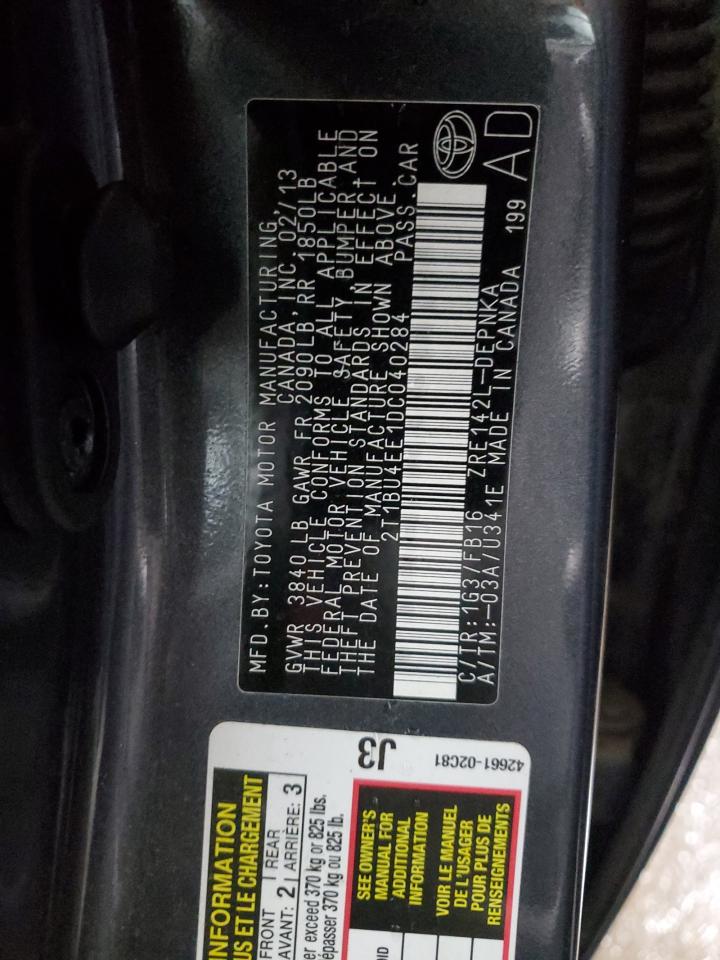 MFD.BY:TOYOTA MOTOR MANUFACTURING,
CANADA,INC.02/13
GVWR 3840LB GAWR FR 2090LB RR 1850LB
THIS VEHICLE CONFORMS TO ALL APPLICABLE
FEDERAL MOTOR VEHICLE SAFETY,BUMPER,AND
THEFT PREVENTION STANDARDS IN EFFECT ON
THE DATE OF MANUFACTURE SHOWN ABOVE.
2T1BU4EE1DC040284 PASS.CAR
C/TR:1G3/FB16 ZRE142L-DEPNKA
A/TM:-03A/U341E MADE IN CANADA 199 AD
INFORMATION
US ET LE CHARGEMENT
FRONT
AVANT: 2
REAR
ARRIÈRE: 3
er exceed 370 kg or 825 lbs.
épasser 370 kg ou 825 lb.
SEE OWNER'S
MANUAL FOR
ADDITIONAL
INFORMATION
VOIR LE MANUEL
DE L'USAGER
POUR PLUS DE
RENSEIGNEMENTS
J3
42661-02C81